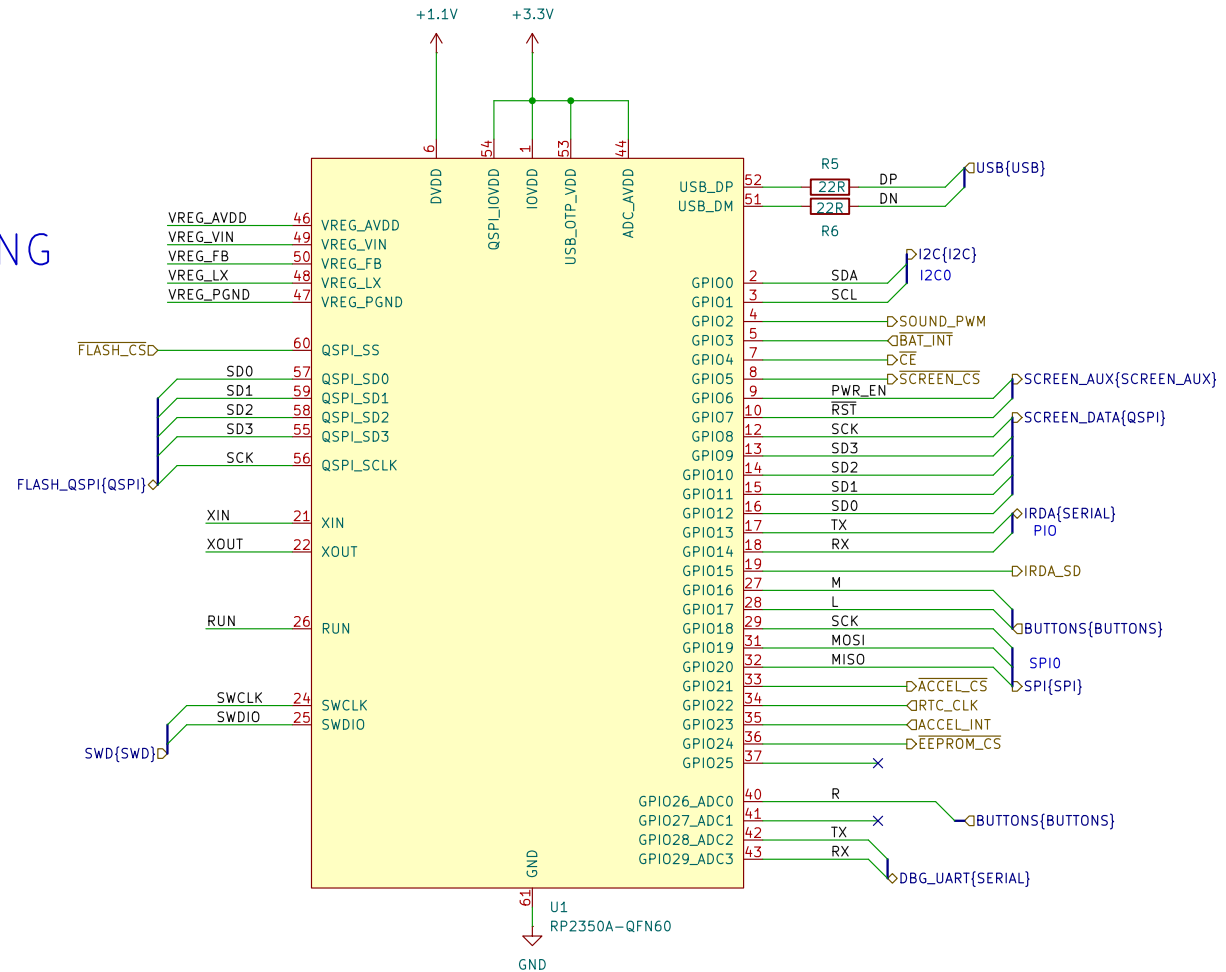 +1.1V
+3.3V
6
54
1
53
44
DVDD
QSPI_IOVDD
IOVDD
USB_OTP_VDD
ADC_AVDD
NG
VREG_AVDD 46 VREG_AVDD
VREG_VIN 49 VREG_VIN
VREG_FB 50 VREG_FB
VREG_LX 48 VREG_LX
VREG_PGND 47 VREG_PGND
FLASH_CS 60 QSPI_SS
SD0 57 QSPI_SD0
SD1 59 QSPI_SD1
SD2 58 QSPI_SD2
SD3 55 QSPI_SD3
SCK 56 QSPI_SCLK
FLASH_QSPI{QSPI}
XIN 21 XIN
XOUT 22 XOUT
RUN 26 RUN
SWCLK 24 SWCLK
SWDIO 25 SWDIO
SWD{SWD}
R5
USB_DP 52 22R DP
USB{USB}
USB_DM 51 22R DN
R6
I2C{I2C}
I2C0
GPIO0 2 SDA
GPIO1 3 SCL
GPIO2 4 SOUND_PWM
GPIO3 5 BAT_INT
GPIO4 7 CE
GPIO5 8 SCREEN_CS
SCREEN_AUX{SCREEN_AUX}
GPIO6 9 PWR_EN
GPIO7 10 RST
SCREEN_DATA{QSPI}
GPIO8 12 SCK
GPIO9 13 SD3
GPIO10 14 SD2
GPIO11 15 SD1
GPIO12 16 SD0
IRDA{SERIAL}
PIO
GPIO13 17 TX
GPIO14 18 RX
GPIO15 19 IRDA_SD
GPIO16 27 M
GPIO17 28 L
BUTTONS{BUTTONS}
GPIO18 29 SCK
GPIO19 31 MOSI
GPIO20 32 MISO
SPI0
SPI{SPI}
GPIO21 33 ACCEL_CS
GPIO22 34 RTC_CLK
GPIO23 35 ACCEL_INT
GPIO24 36 EEPROM_CS
GPIO25 37
GPIO26_ADC0 40 R
BUTTONS{BUTTONS}
GPIO27_ADC1 41
GPIO28_ADC2 42 TX
GPIO29_ADC3 43 RX
DBG_UART{SERIAL}
GND
61
U1
RP2350A-QFN60
GND